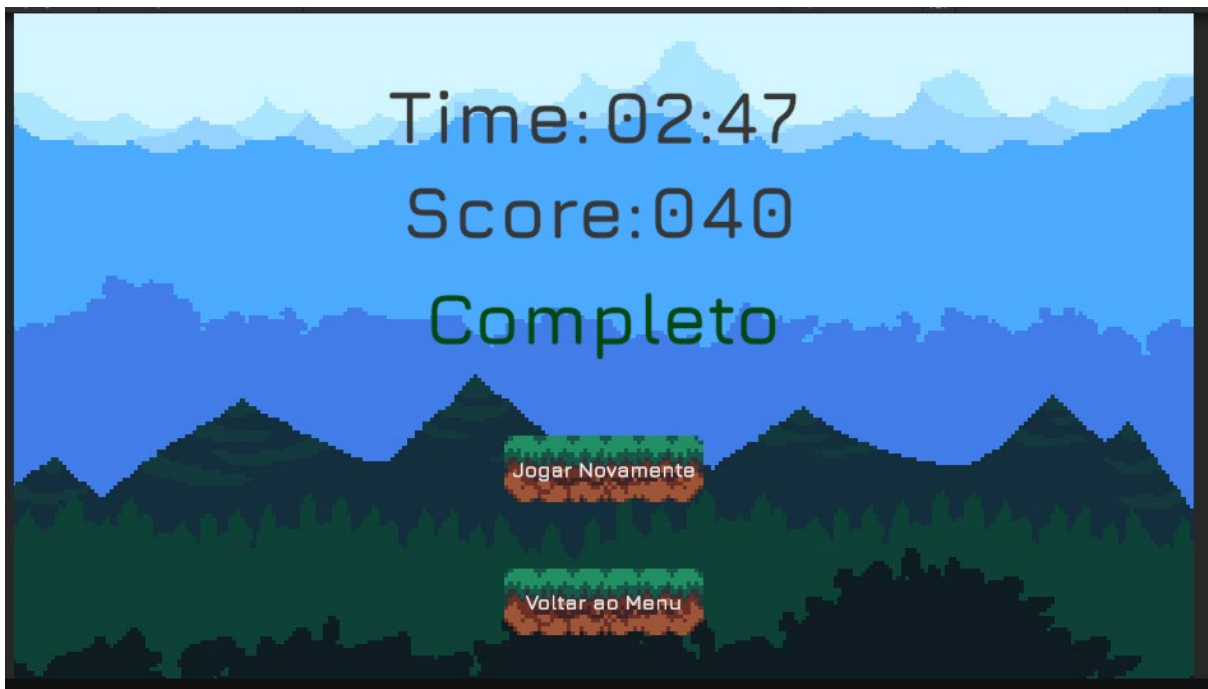 Time: 02:47
Score:040
Completo
Jogar Novamente
Voltar ao Menu